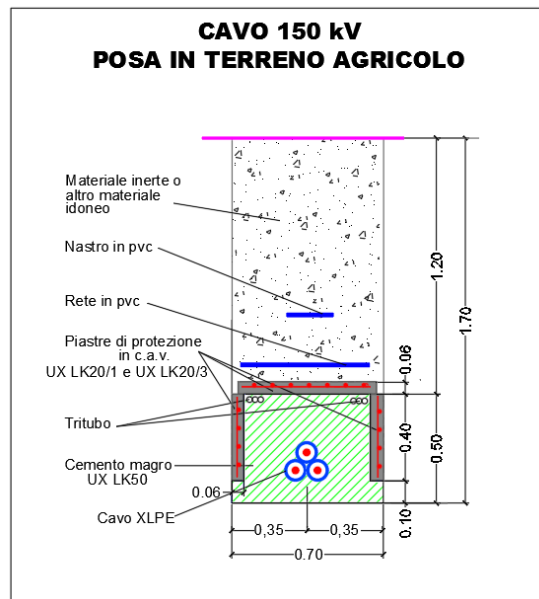 CAVO 150 kV
POSA IN TERRENO AGRICOLO
Materiale inerte o
altro materiale
idoneo
Nastro in pvc
Rete in pvc
Piastre di protezione
in c.a.v.
UX LK20/1 e UX LK20/3
Tritubo
Cemento magro
UX LK50
0.06
Cavo XLPE
0,35
0,35
0.70
1.20
1.70
0.06
0.40
0.50
0.10